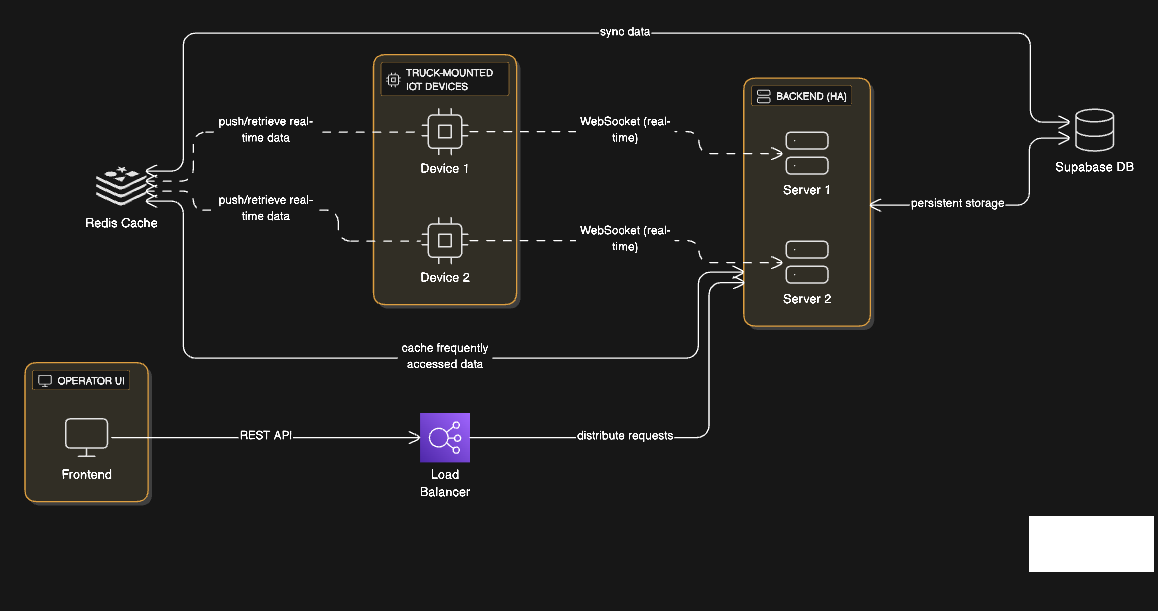 sync data
TRUCK-MOUNTED
IOT DEVICES
BACKEND (HA)
push/retrieve real-
time data
WebSocket (real-
time)
Device 1
Server 1
Supabase DB
Redis Cache
push/retrieve real-
time data
persistent storage
WebSocket (real-
time)
Device 2
Server 2
cache frequently
accessed data
OPERATOR UI
REST API
distribute requests
Frontend
Load
Balancer